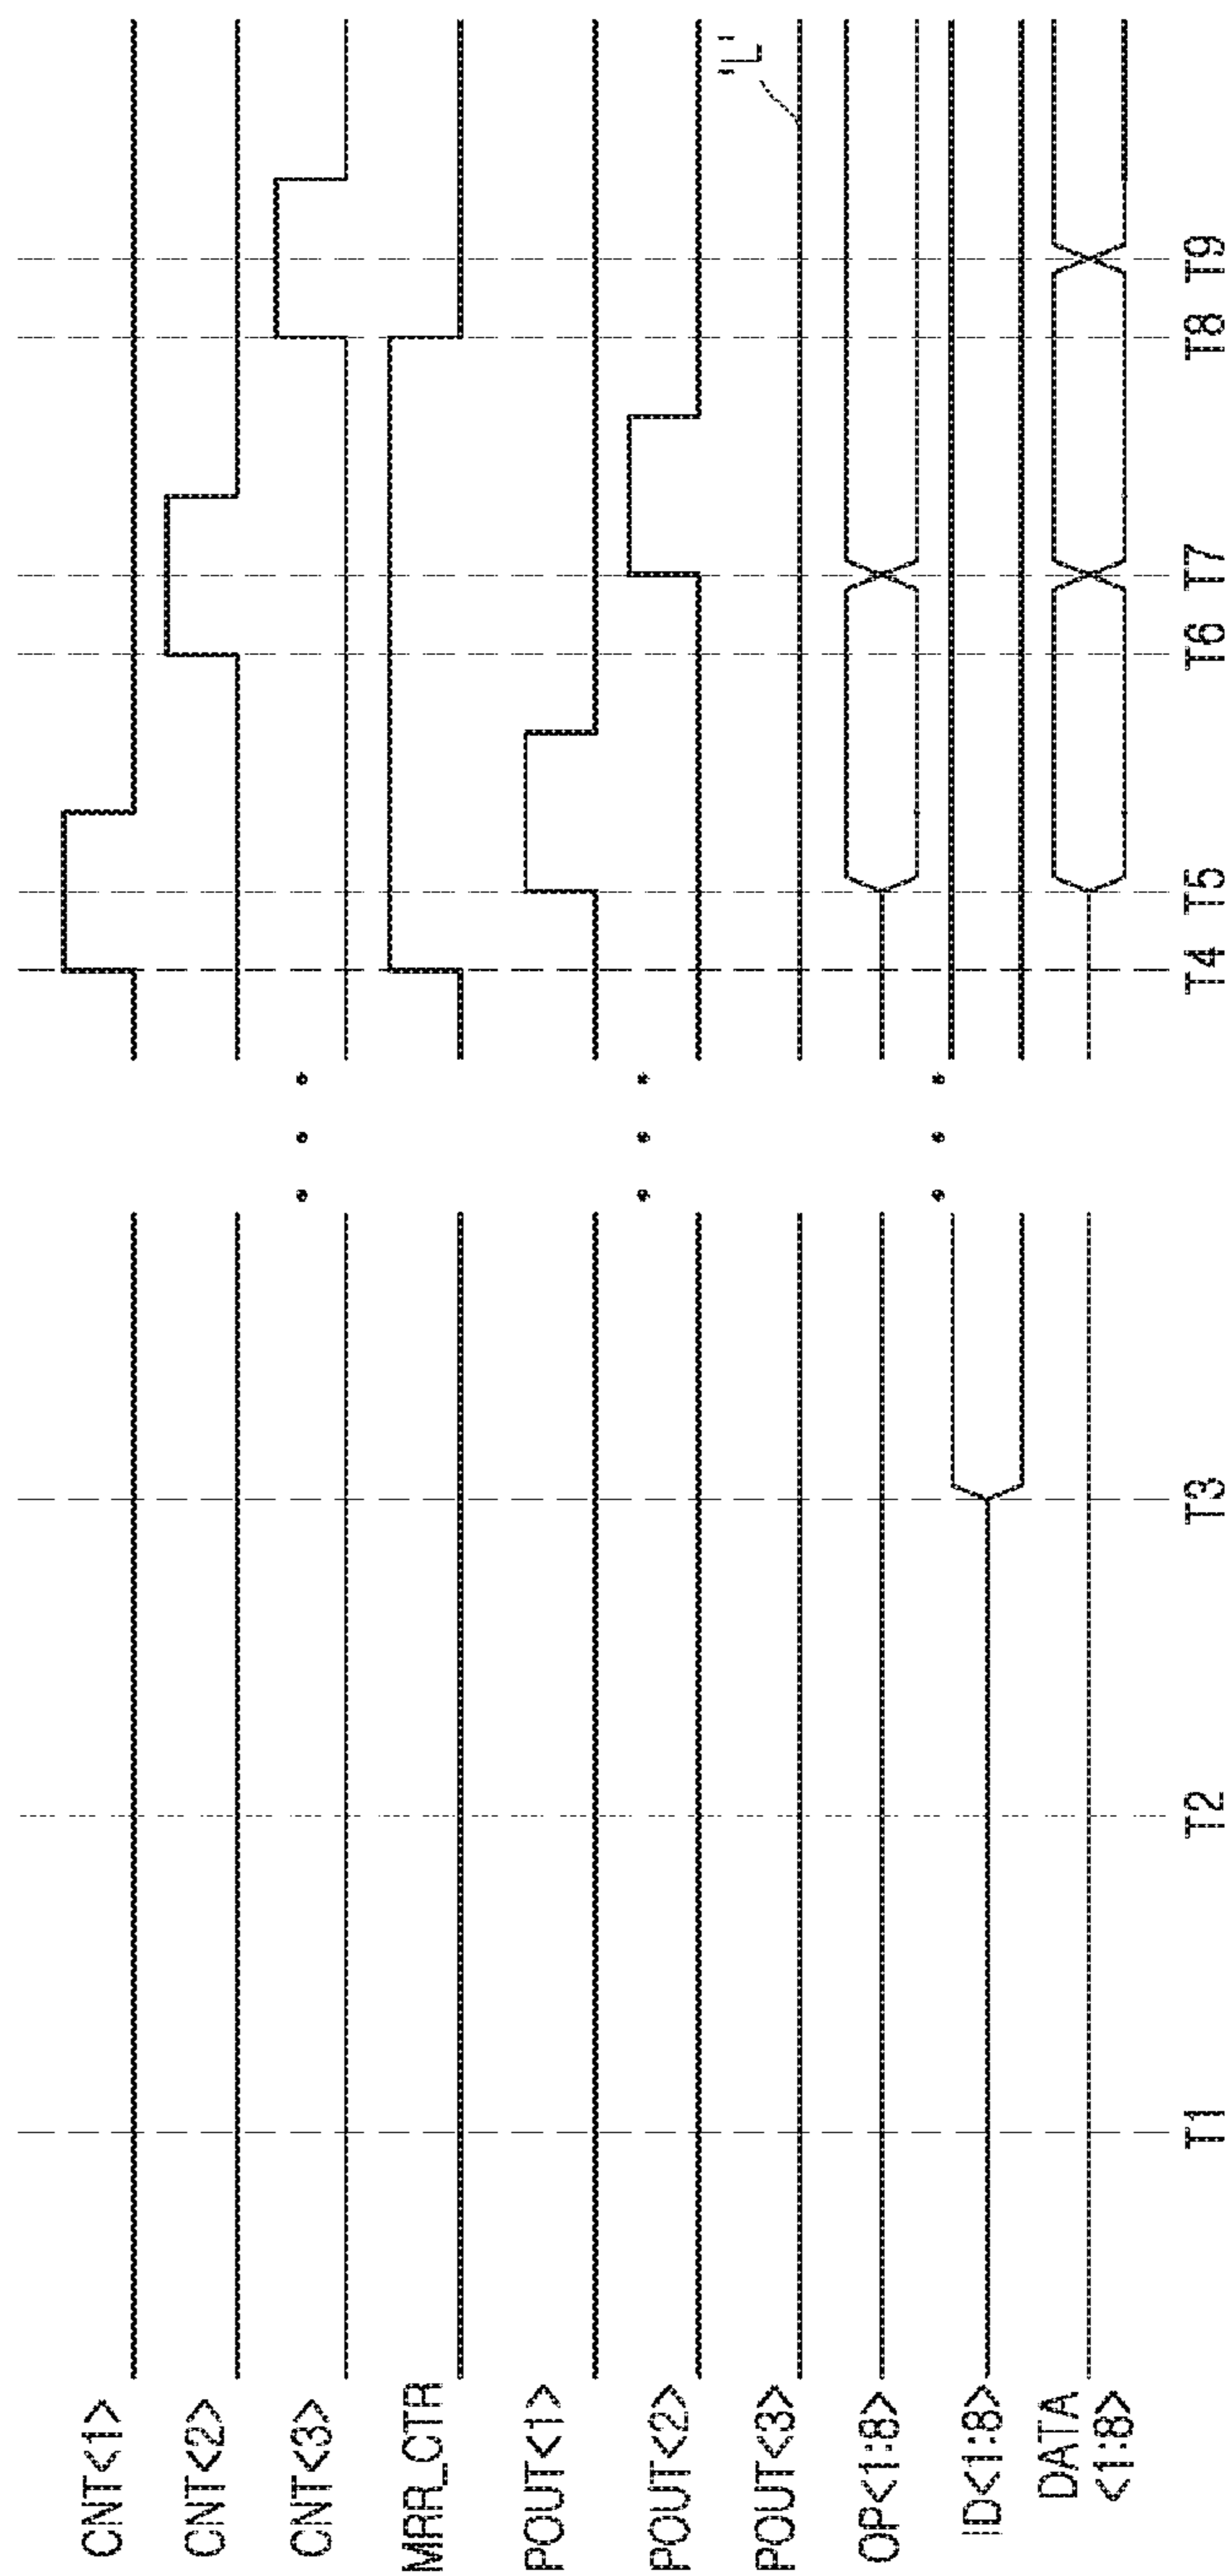 CNT<1>
CNT<2>
CNT<3>
MRR_CTR
POUT<1>
POUT<2>
POUT<3>
"L"
OP<1:8>
ID<1:8>
DATA
<1:8>
T1 T2 T3 T4 T5 T6 T7 T8 T9